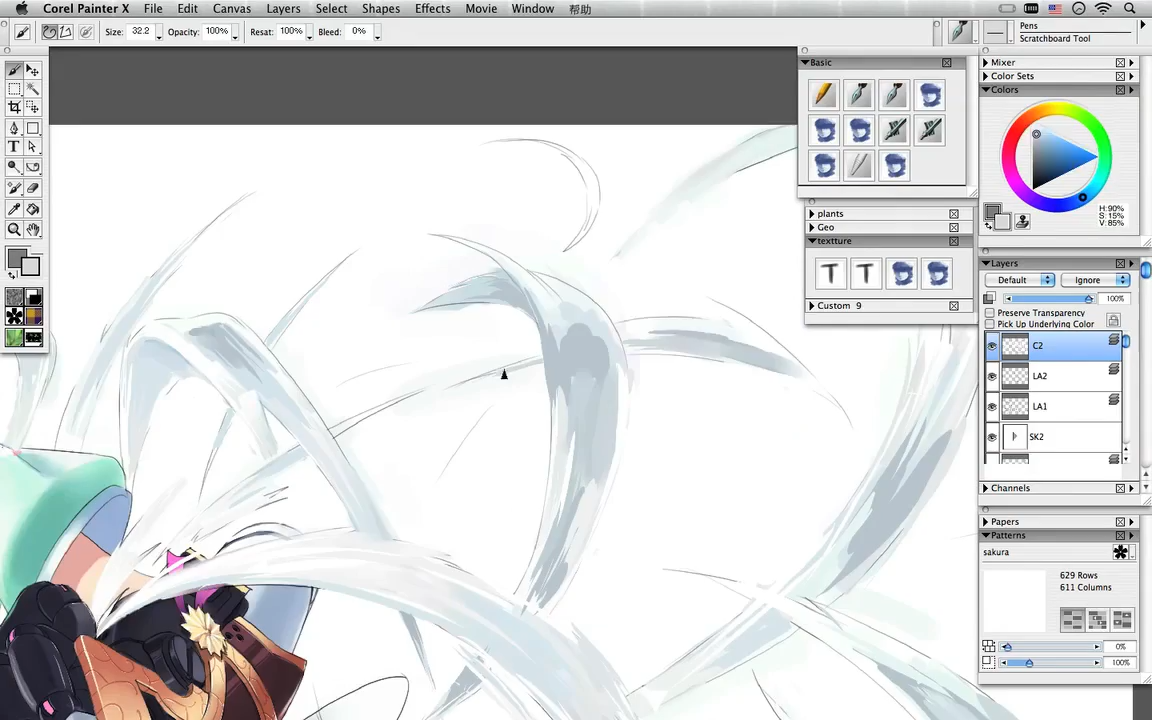 Corel Painter X File Edit Canvas Layers Select Shapes Effects Movie Window 帮助
Size: 32.2 Opacity: 100% Resat: 100% Bleed: 0%
Pens
Scratchboard Tool
Basic
plants
Geo
textture
T T
Custom 9
Mixer
Color Sets
Colors
H:90%
S:15%
V:85%
Layers
Default Ignore
100%
Preserve Transparency
Pick Up Underlying Color
C2
LA2
LA1
SK2
Channels
Papers
Patterns
sakura
629 Rows
611 Columns
0%
100%
T